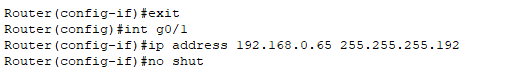 Router(config-if)#exit
Router(config)#int g0/1
Router(config-if)#ip address 192.168.0.65 255.255.255.192
Router(config-if)#no shut